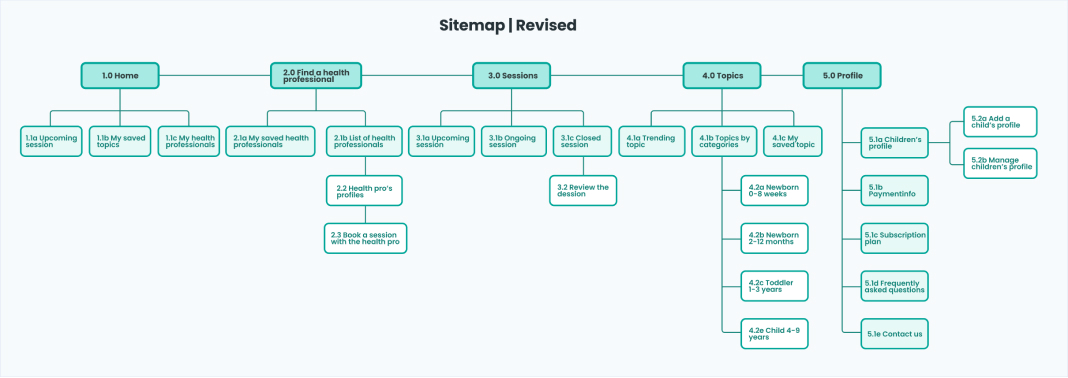 Sitemap | Revised
1.0 Home
2.0 Find a health
professional
3.0 Sessions
4.0 Topics
5.0 Profile
1.1a Upcoming
session
1.1b My saved
topics
1.1c My health
professionals
2.1a My saved health
professionals
2.1b List of health
professionals
3.1a Upcoming
session
3.1b Ongoing
session
3.1c Closed
session
4.1a Trending
topic
4.1b Topics by
categories
4.1c My
saved topic
5.1a Children's
profile
5.2a Add a
child's profile
5.2b Manage
children's profile
2.2 Health pro's
profiles
3.2 Review the
dession
4.2a Newborn
0-8 weeks
5.1b
Paymentinfo
2.3 Book a session
with the health pro
4.2b Newborn
2-12 months
5.1c Subscription
plan
4.2c Toddler
1-3 years
5.1d Frequently
asked questions
4.2e Child 4-9
years
5.1e Contact us